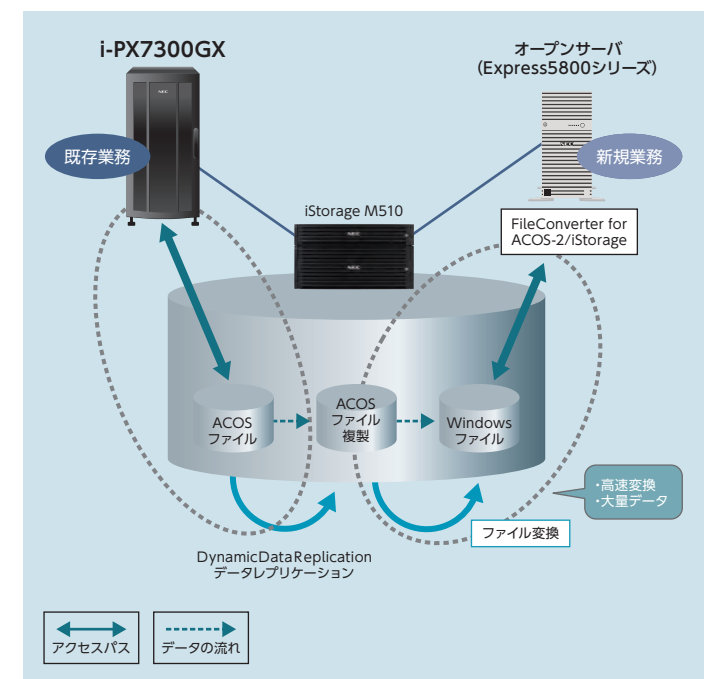 i-PX7300GX
オープンサーバ
（Express5800シリーズ）
NEC
既存業務
新規業務
iStorage M510
NEC
NEC
FileConverter for
ACOS-2/iStorage
ACOS
ファイル
ACOS
ファイル
複製
Windows
ファイル
・高速変換
・大量データ
ファイル変換
DynamicDataReplication
データレプリケーション
アクセスパス
データの流れ